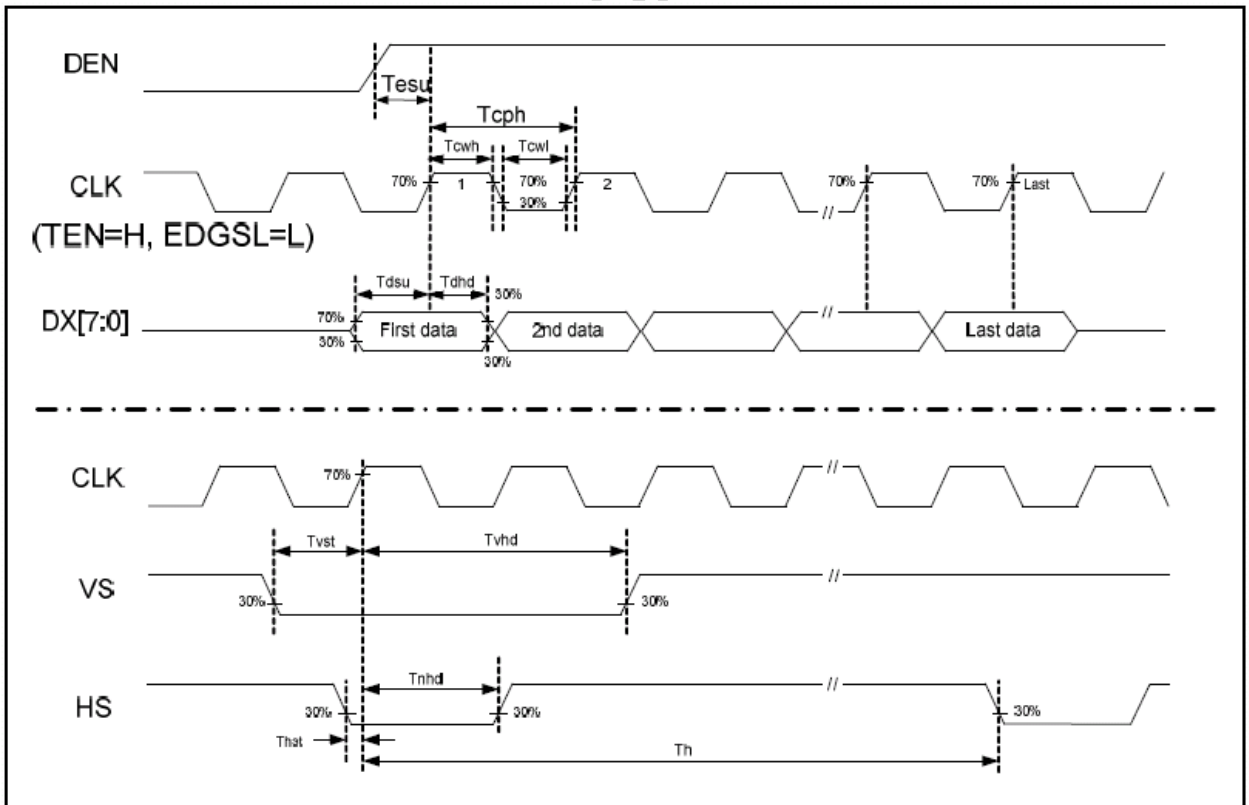 DEN
Tesu
Tcph
Tcwh
Tcwl
CLK
70%
1
70%
30%
2
//
70%
70%
Last
(TEN=H, EDGSL=L)
Tdsu
Tdhd
30%
DX[7:0]
70%
30%
First data
2nd data
//
Last data
30%
CLK
70%
//
Tvst
Tvhd
VS
30%
30%
//
Tnhd
HS
30%
30%
//
30%
Thst
Th